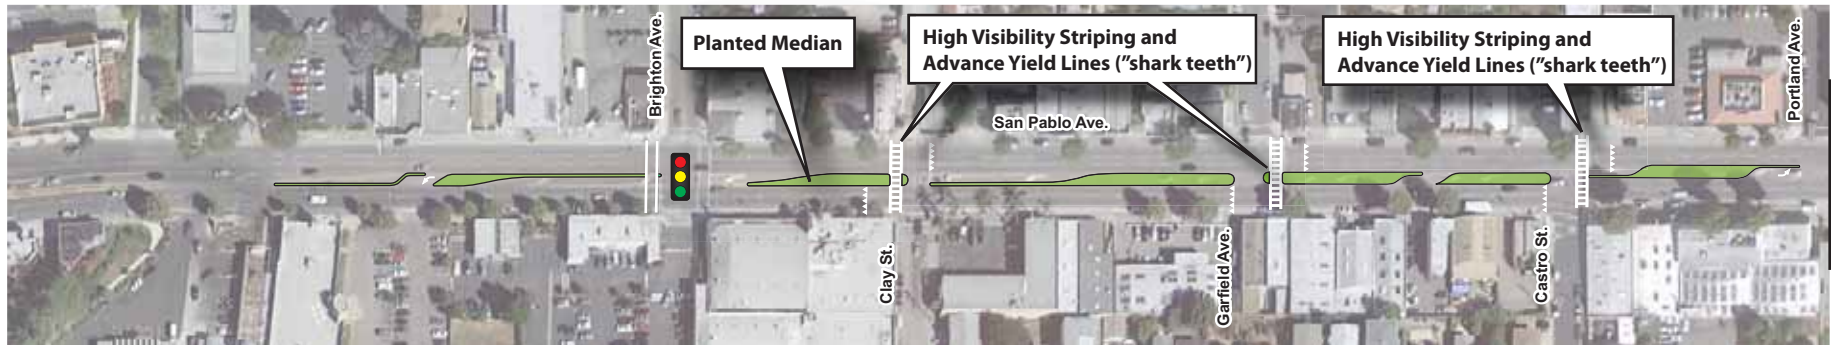 Brighton Ave.
Planted Median
High Visibility Striping and
Advance Yield Lines ("shark teeth")
High Visibility Striping and
Advance Yield Lines ("shark teeth")
Portland Ave.
San Pablo Ave.
Clay St.
Garfield Ave.
Castro St.